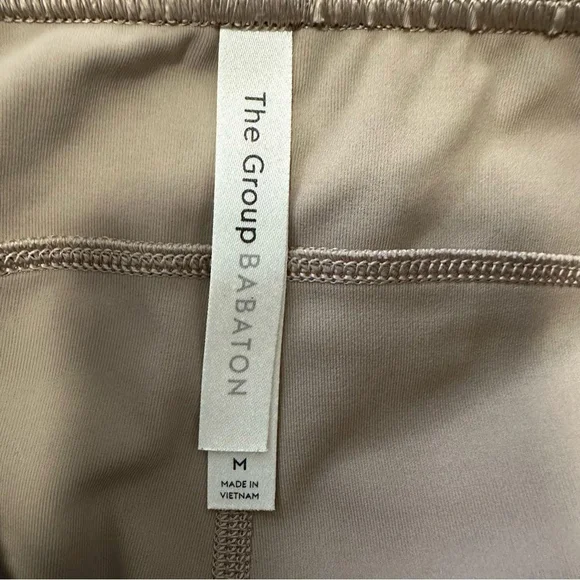 The Group BABATON
M
MADE IN
VIETNAM